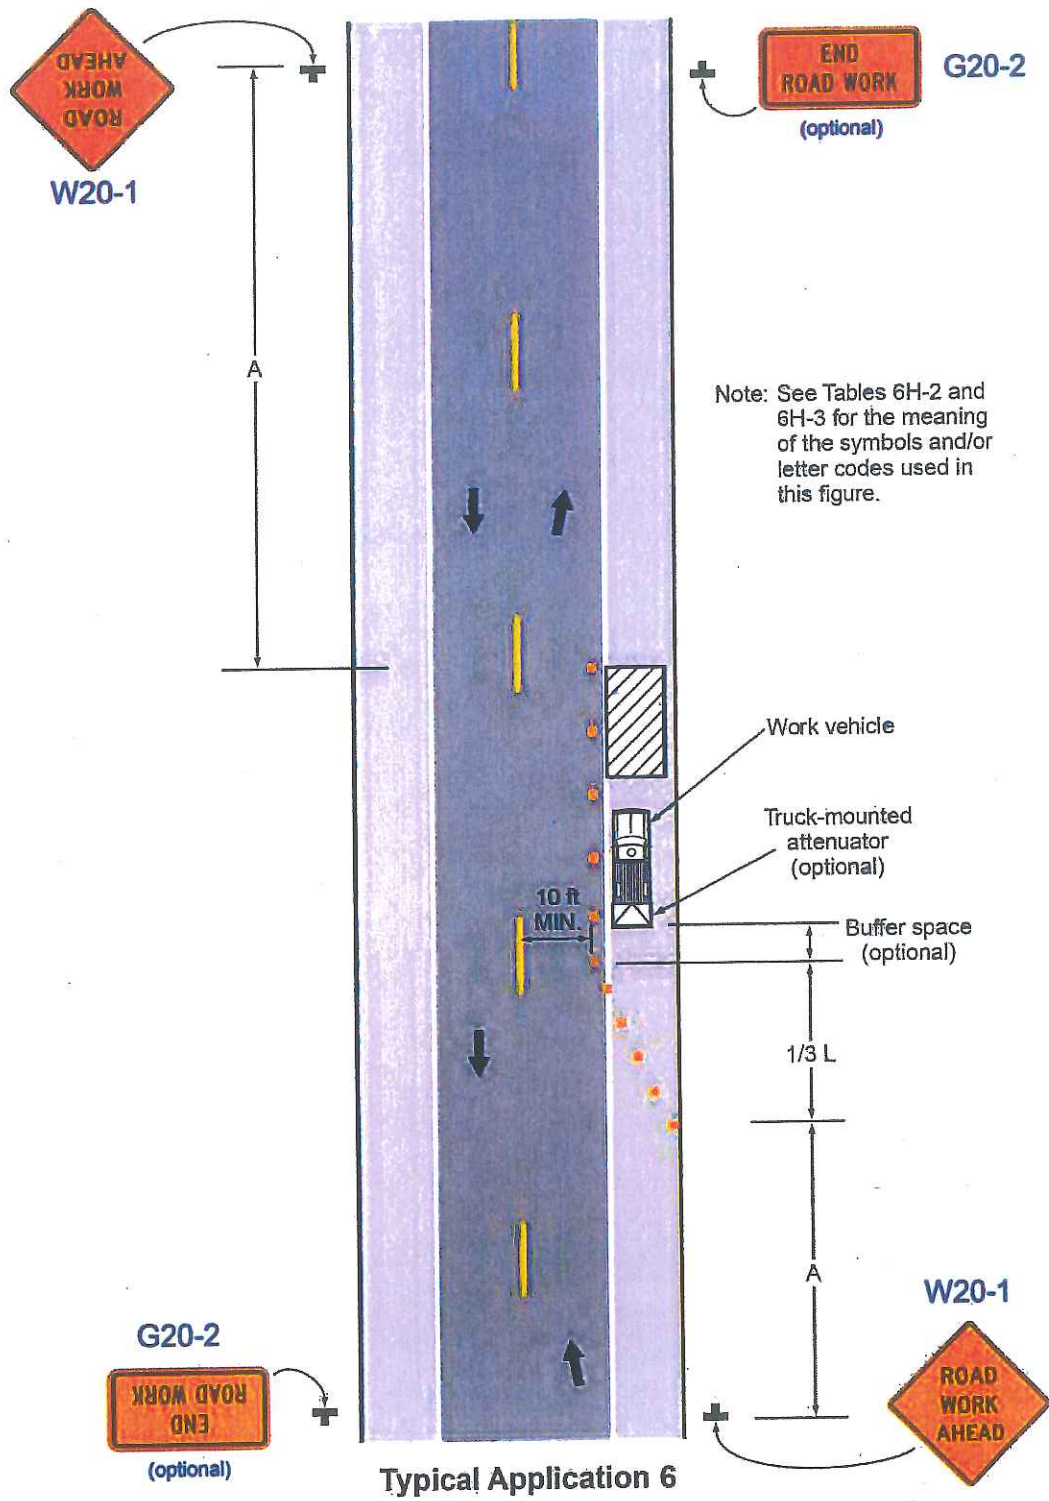 ROAD
WORK
AHEAD
W20-1
END
ROAD WORK
G20-2
(optional)
A
Note: See Tables 6H-2 and
6H-3 for the meaning
of the symbols and/or
letter codes used in
this figure.
Work vehicle
Truck-mounted
attenuator
(optional)
10 ft
MIN.
Buffer space
(optional)
1/3 L
A
W20-1
ROAD
WORK
AHEAD
G20-2
END
ROAD WORK
(optional)
Typical Application 6